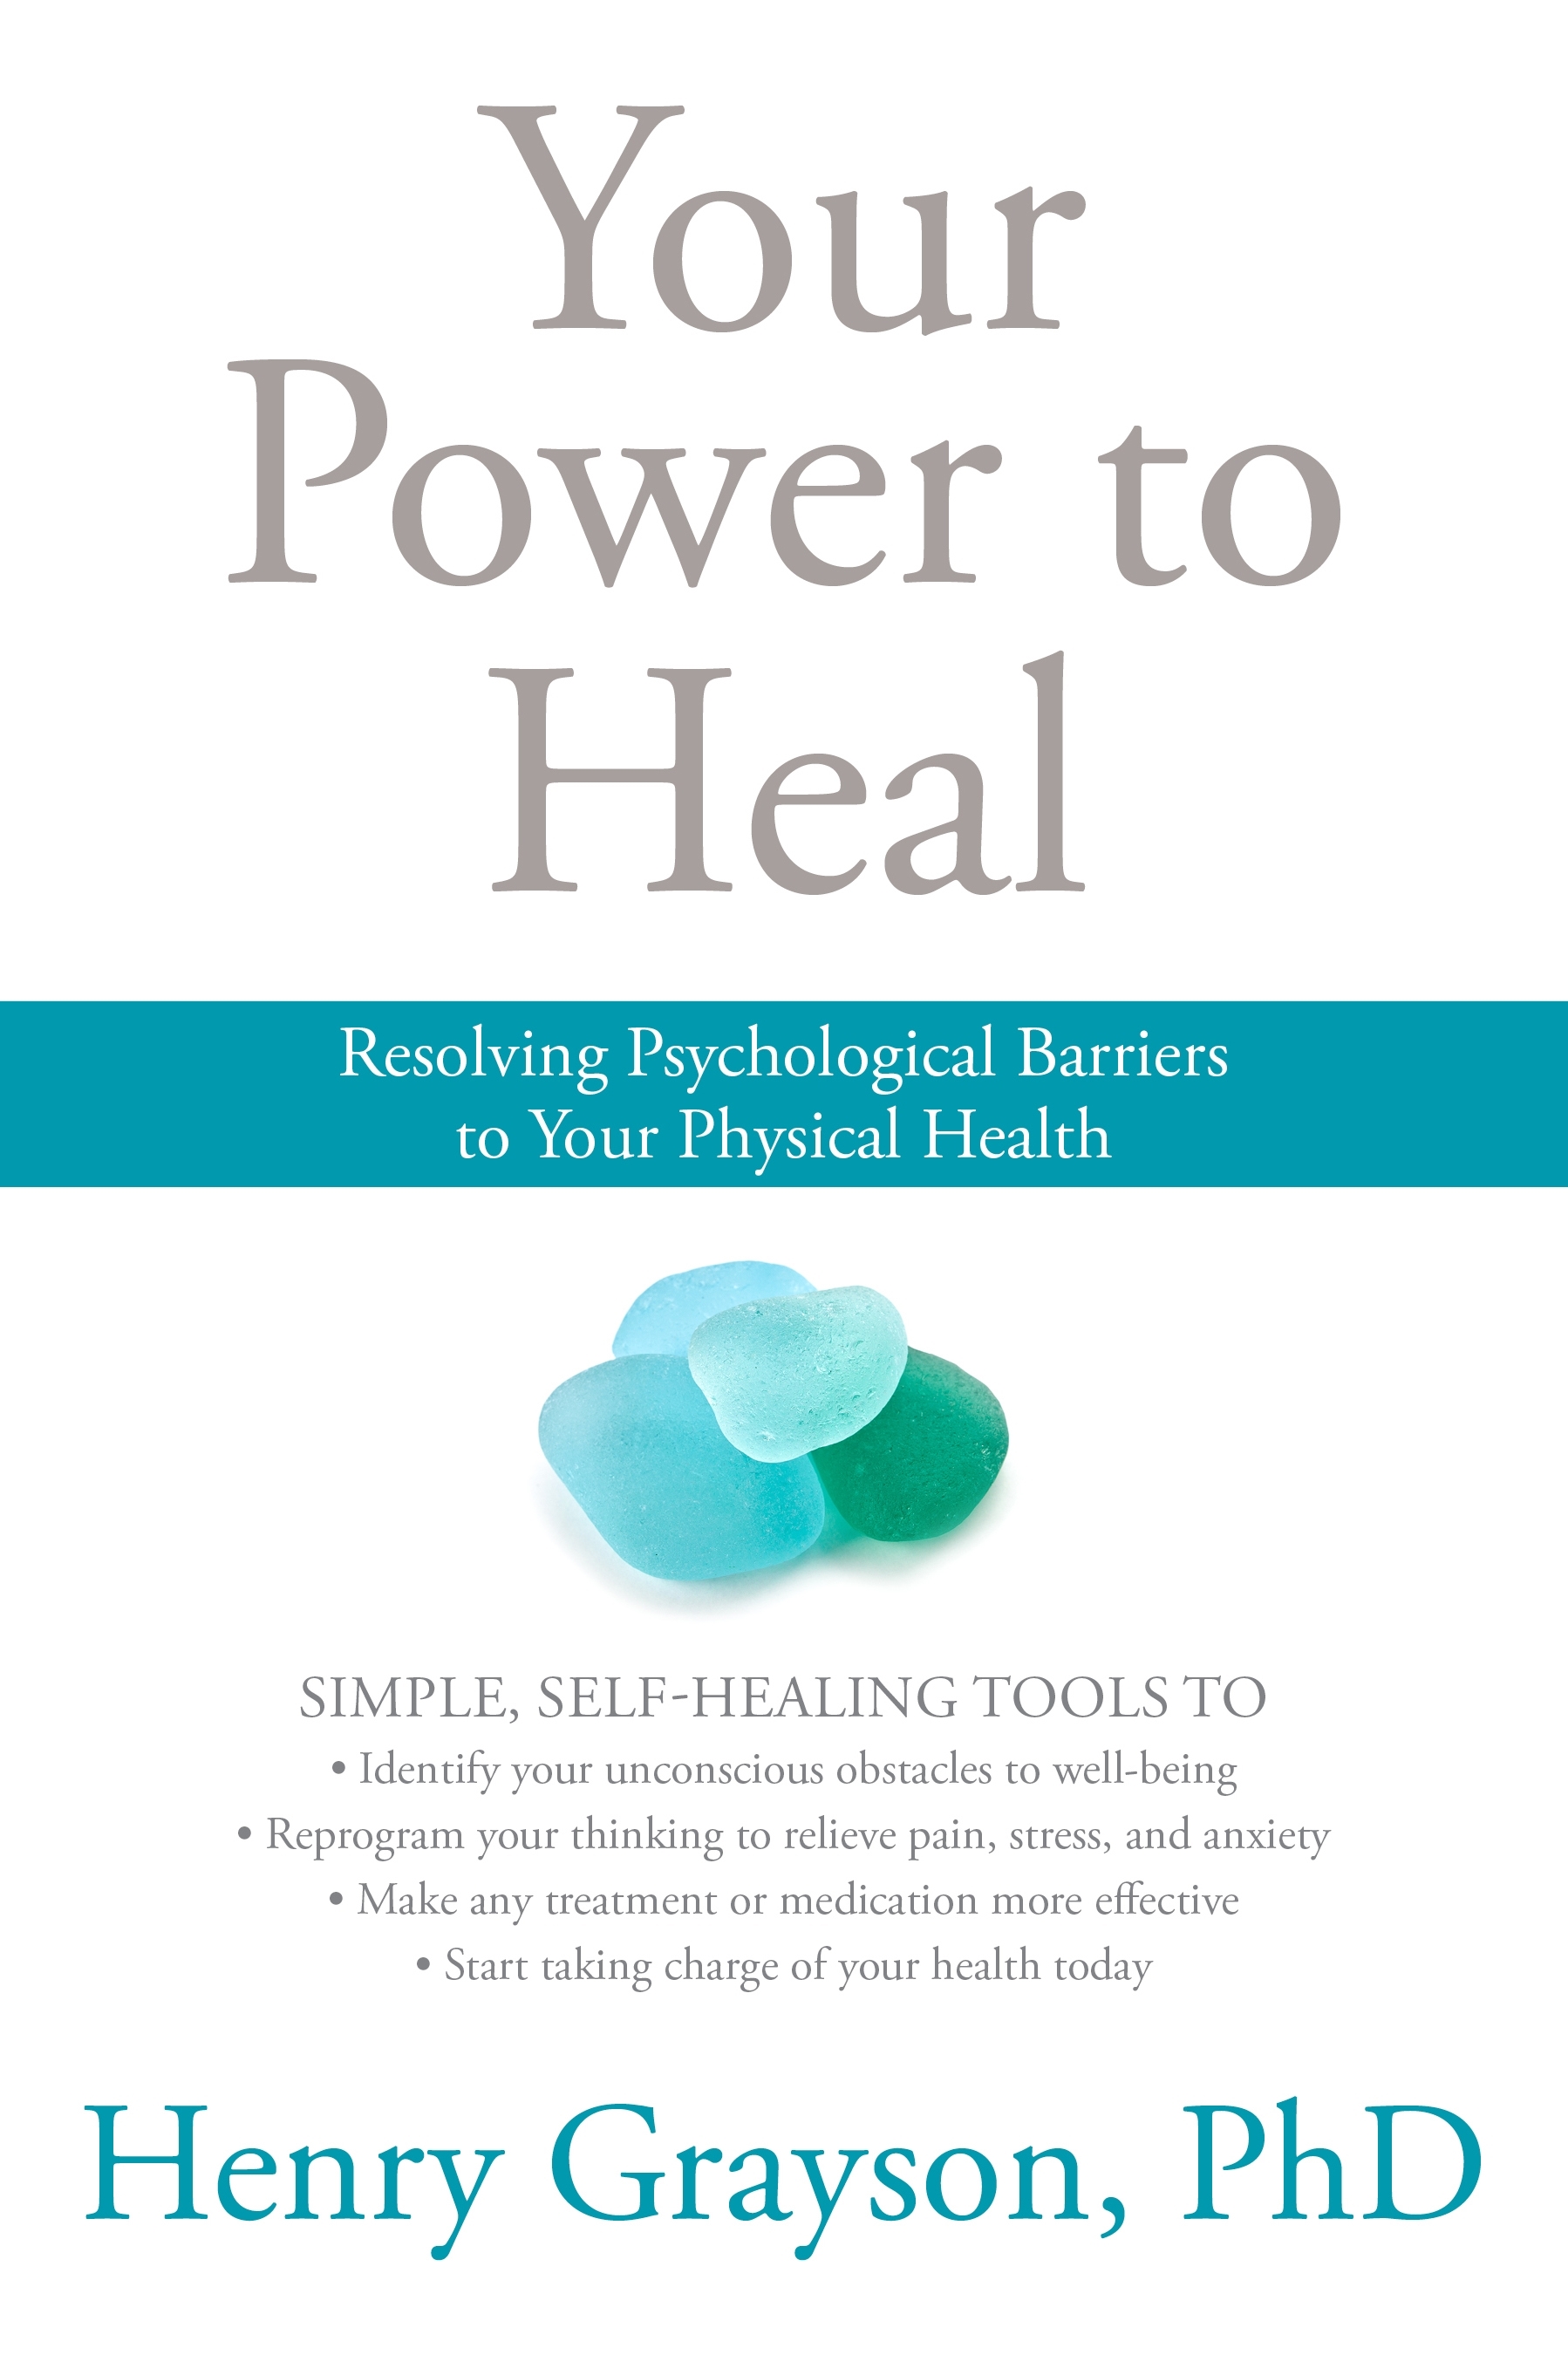 Your
Power to
Heal
Resolving Psychological Barriers
to Your Physical Health
SIMPLE, SELF-HEALING TOOLS TO
• Identify your unconscious obstacles to well-being
• Reprogram your thinking to relieve pain, stress, and anxiety
• Make any treatment or medication more effective
• Start taking charge of your health today
Henry Grayson, PhD